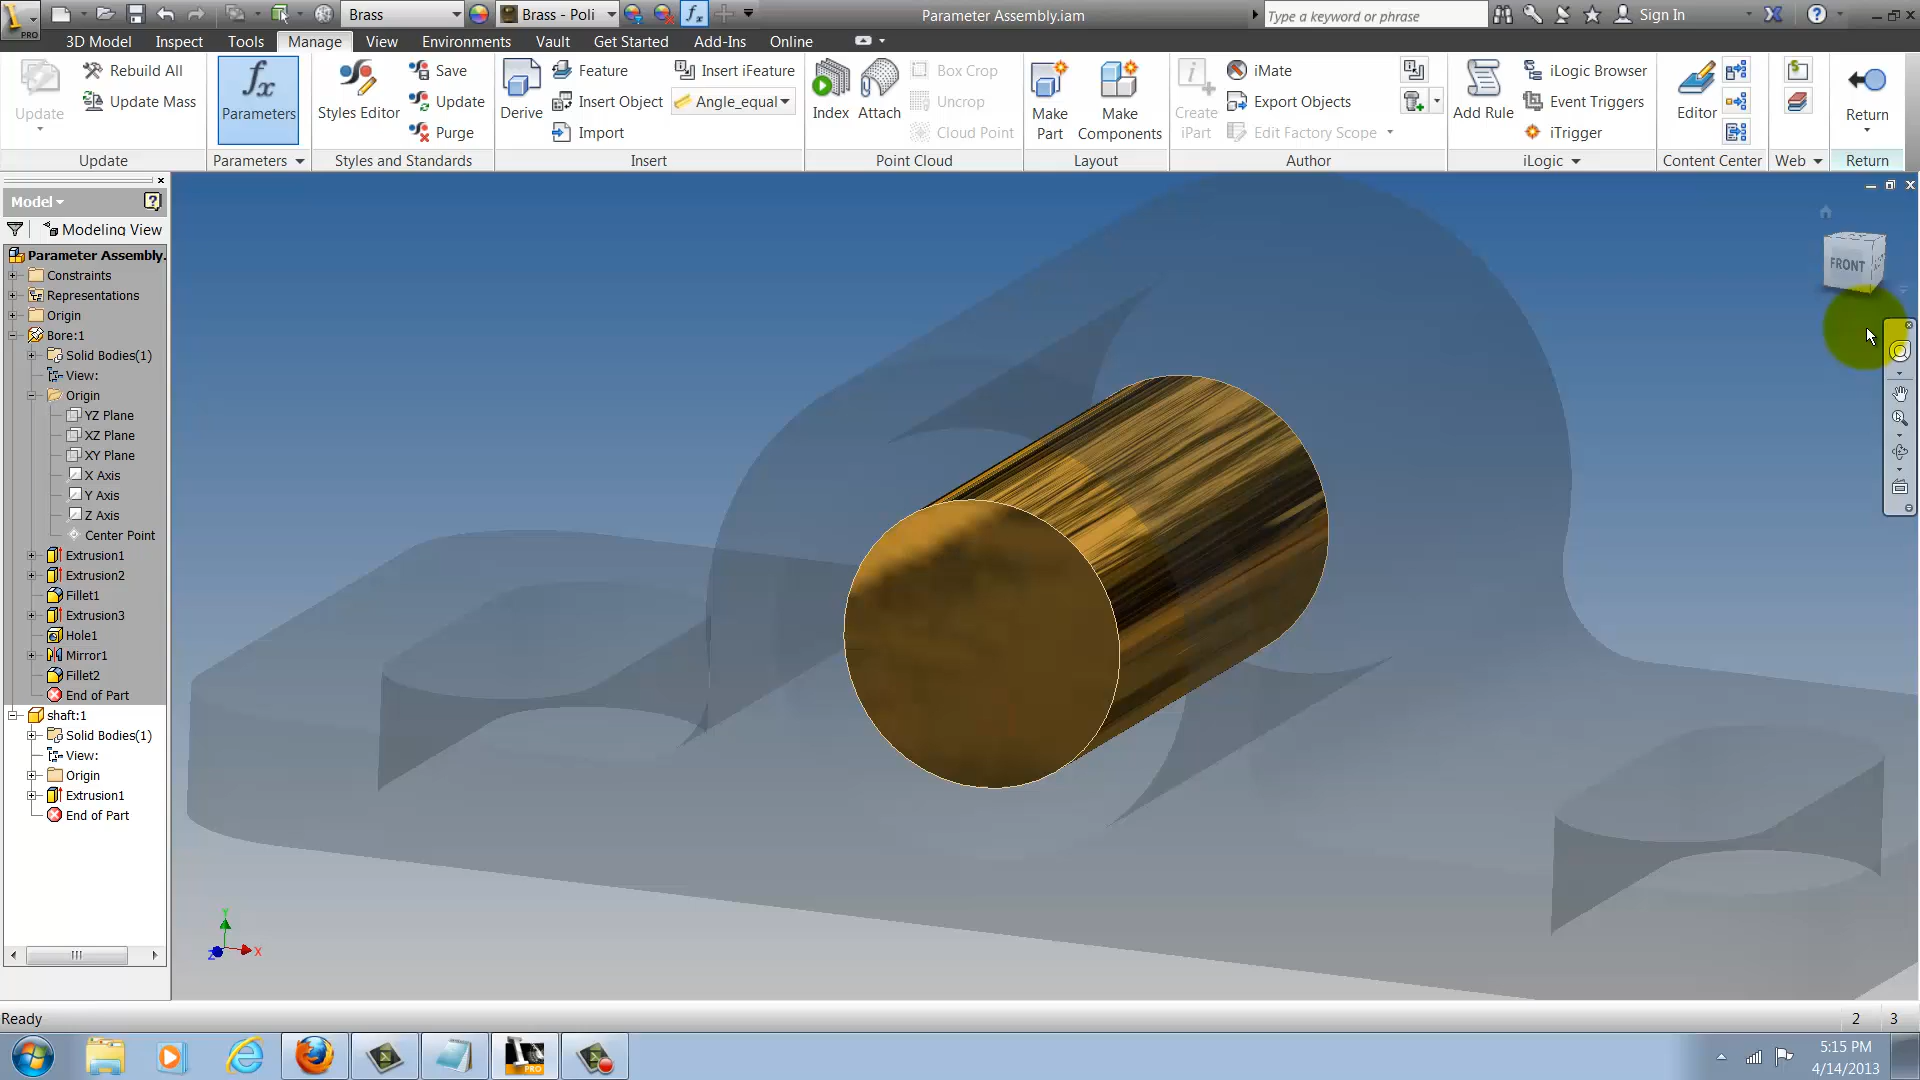 Brass
Brass - Poli
Parameter Assembly.iam
Type a keyword or phrase
Sign In
PRO
3D Model
Inspect
Tools
Manage
View
Environments
Vault
Get Started
Add-Ins
Online
Update
Rebuild All
Update Mass
Update
fx
Parameters
Parameters
Styles Editor
Save
Update
Purge
Styles and Standards
Derive
Feature
Insert Object
Import
Insert iFeature
Angle_equal
Insert
Index
Attach
Box Crop
Uncrop
Cloud Point
Point Cloud
Make
Part
Make
Components
Layout
Create
iPart
iMate
Export Objects
Edit Factory Scope
Author
Add Rule
iLogic Browser
Event Triggers
iTrigger
iLogic
Editor
Content Center
Web
Return
Return
Model
Modeling View
Parameter Assembly.
Constraints
Representations
Origin
Bore:1
Solid Bodies(1)
View:
Origin
YZ Plane
XZ Plane
XY Plane
X Axis
Y Axis
Z Axis
Center Point
Extrusion1
Extrusion2
Fillet1
Extrusion3
Hole1
Mirror1
Fillet2
End of Part
shaft:1
Solid Bodies(1)
View:
Origin
Extrusion1
End of Part
FRONT
Y
Z
X
Ready
2
3
PRO
5:15 PM
4/14/2013